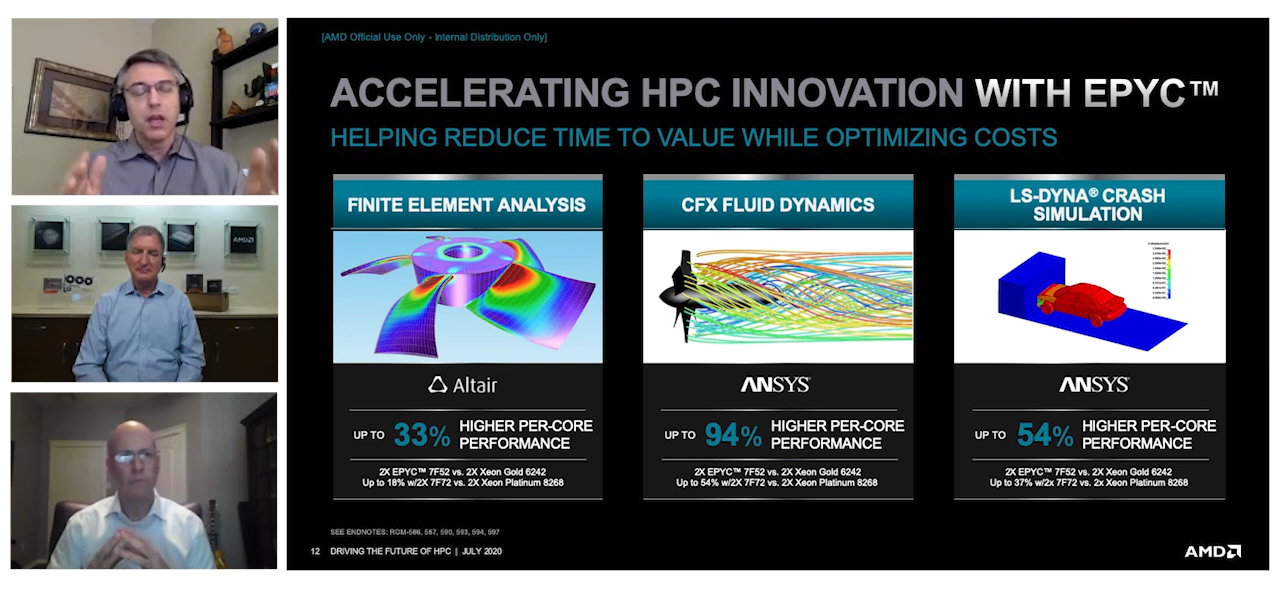 [AMD Official Use Only - Internal Distribution Only]
ACCELERATING HPC INNOVATION WITH EPYC™
HELPING REDUCE TIME TO VALUE WHILE OPTIMIZING COSTS
FINITE ELEMENT ANALYSIS
Altair
UP TO 33% HIGHER PER-CORE
PERFORMANCE
2X EPYC™ 7F52 vs. 2X Xeon Gold 6242
Up to 18% w/2X 7F72 vs. 2X Xeon Platinum 8268
CFX FLUID DYNAMICS
ANSYS®
UP TO 94% HIGHER PER-CORE
PERFORMANCE
2X EPYC™ 7F52 vs. 2X Xeon Gold 6242
Up to 54% w/2X 7F72 vs. 2X Xeon Platinum 8268
LS-DYNA® CRASH
SIMULATION
ANSYS®
UP TO 54% HIGHER PER-CORE
PERFORMANCE
2X EPYC™ 7F52 vs. 2X Xeon Gold 6242
Up to 37% w/2x 7F72 vs. 2x Xeon Platinum 8268
SEE ENDNOTES: ROM-586, 587, 590, 593, 594, 597
12 DRIVING THE FUTURE OF HPC | JULY 2020
AMD
AMD